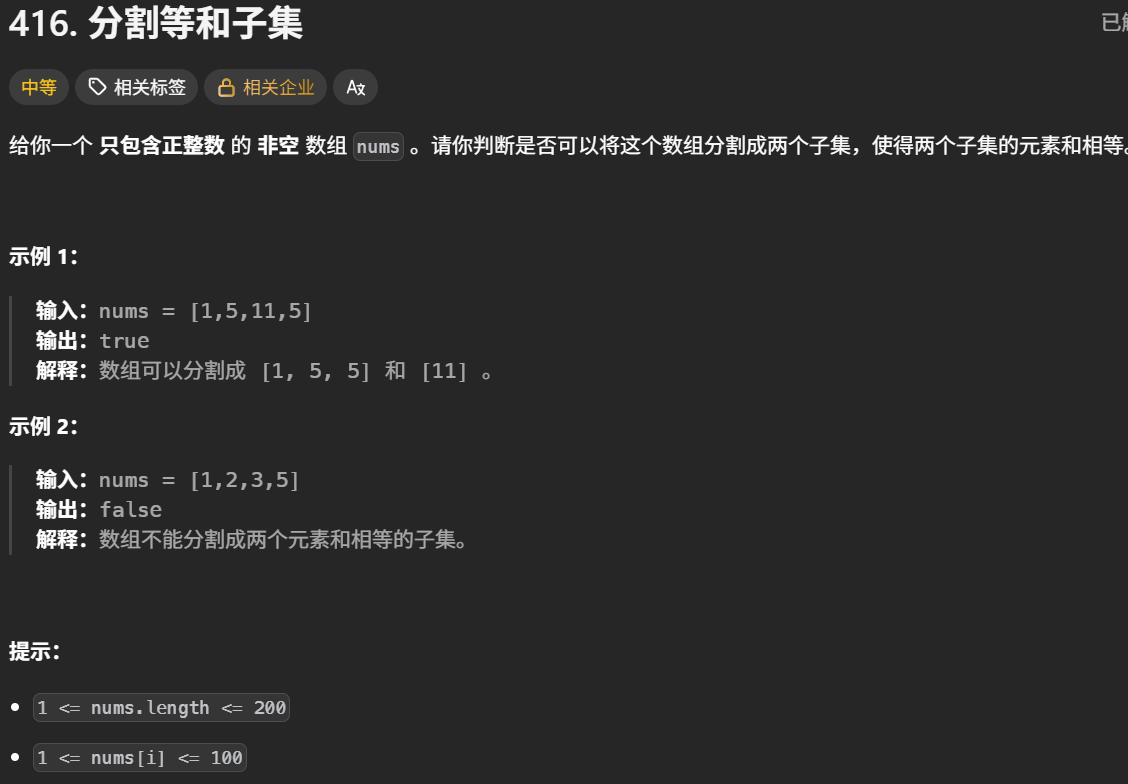 416. 分割等和子集
已解
中等 相关标签 相关企业 Aw
给你一个 只包含正整数 的 非空 数组 nums 。请你判断是否可以将这个数组分割成两个子集，使得两个子集的元素和相等。
示例 1：
输入：nums = [1,5,11,5]
输出：true
解释：数组可以分割成 [1, 5, 5] 和 [11] 。
示例 2：
输入：nums = [1,2,3,5]
输出：false
解释：数组不能分割成两个元素和相等的子集。
提示：
1 <= nums.length <= 200
1 <= nums[i] <= 100